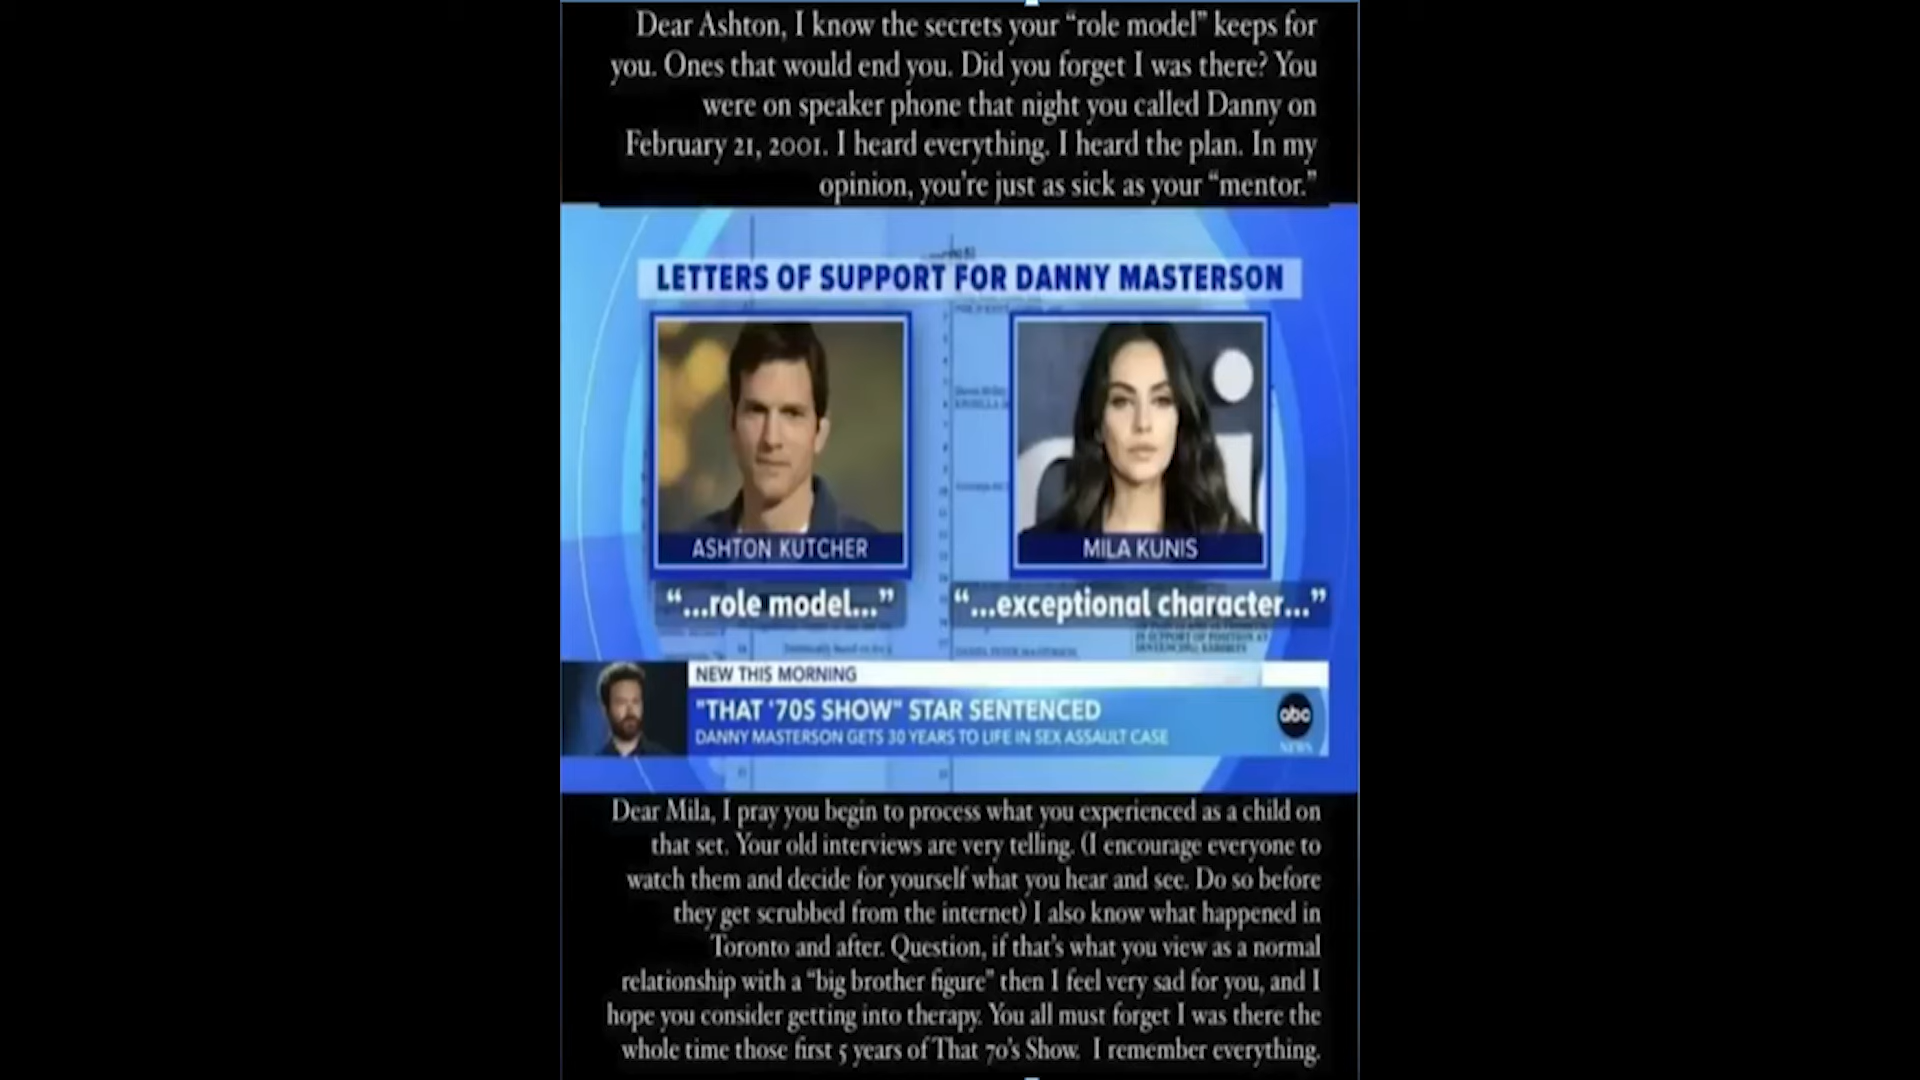 Dear Ashton, I know the secrets your “role model” keeps for
you. Ones that would end you. Did you forget I was there? You
were on speaker phone that night you called Danny on
February 21, 2001. I heard everything. I heard the plan. In my
opinion, you’re just as sick as your “mentor.”
LETTERS OF SUPPORT FOR DANNY MASTERSON
ASHTON KUTCHER
MILA KUNIS
“...role model...”
“...exceptional character...”
NEW THIS MORNING
"THAT '70S SHOW" STAR SENTENCED
DANNY MASTERSON GETS 30 YEARS TO LIFE IN SEX ASSAULT CASE
abc
NEWS
Dear Mila, I pray you begin to process what you experienced as a child on
that set. Your old interviews are very telling. (I encourage everyone to
watch them and decide for yourself what you hear and see. Do so before
they get scrubbed from the internet) I also know what happened in
Toronto and after. Question, if that’s what you view as a normal
relationship with a “big brother figure” then I feel very sad for you, and I
hope you consider getting into therapy. You all must forget I was there the
whole time those first 5 years of That 70’s Show. I remember everything.